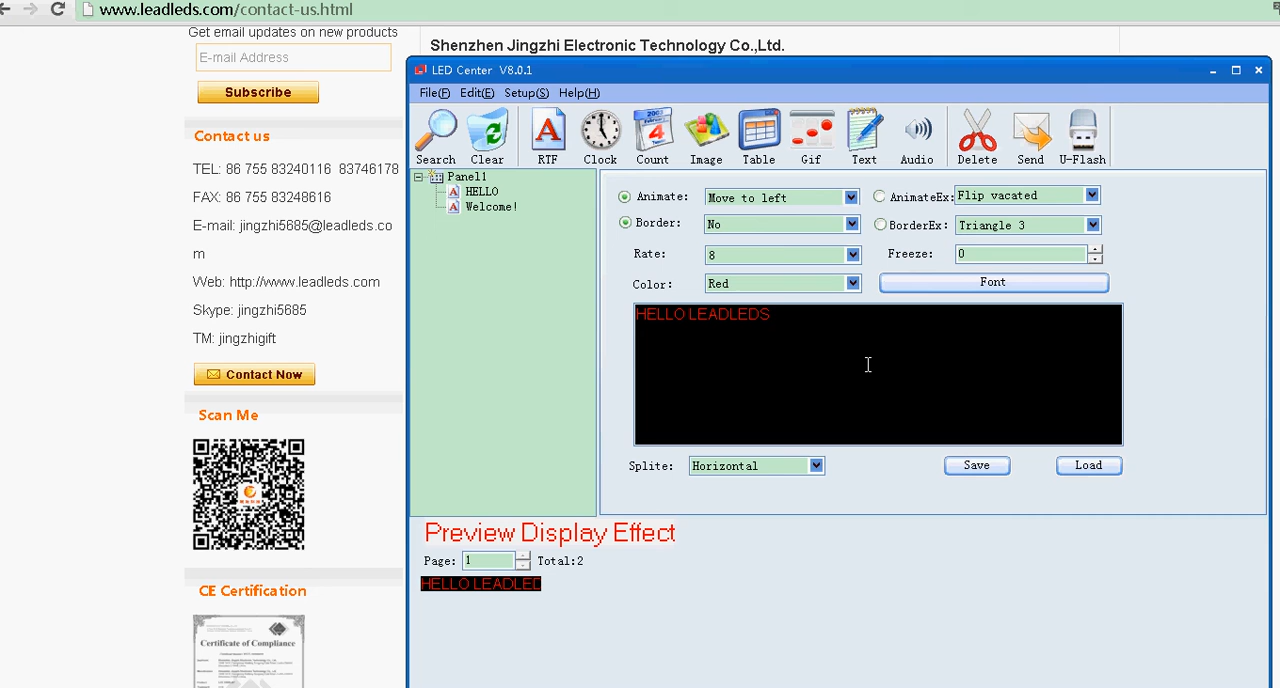 www.leadleds.com/contact-us.html
Get email updates on new products
E-mail Address
Subscribe
Contact us
TEL: 86 755 83240116 83746178
FAX: 86 755 83248616
E-mail: jingzhi5685@leadleds.co
m
Web: http://www.leadleds.com
Skype: jingzhi5685
TM: jingzhigift
Contact Now
Scan Me
CE Certification
Certificate of Compliance
Shenzhen Jingzhi Electronic Technology Co.,Ltd.
LED Center V8.0.1
File(F) Edit(E) Setup(S) Help(H)
Search Clear RTF Clock Count Image Table Gif Text Audio Delete Send U-Flash
Panel1
HELLO
Welcome!
Animate: Move to left AnimateEx: Flip vacated
Border: No BorderEx: Triangle 3
Rate: 8 Freeze: 0
Color: Red Font
HELLO LEADLEDS
Splite: Horizontal Save Load
Preview Display Effect
Page: 1 Total:2
HELLO LEADLED